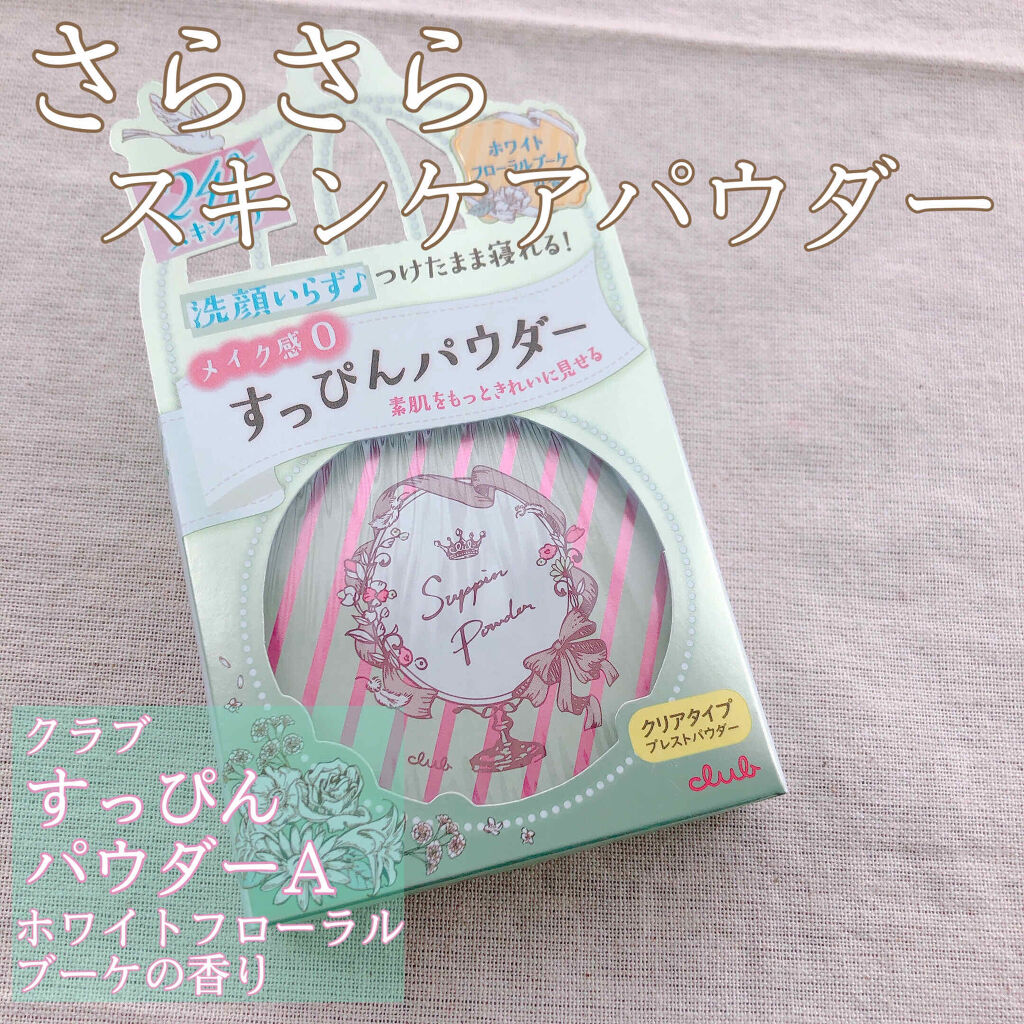 さらさら
スキンケアパウダー
ホワイト
フローラルブーケ
スキンケア
洗顔いらず♪つけたまま寝れる!
メイク感0
すっぴんパウダー
素肌をもっときれいに見せる
Suppin
Powder
club
クリアタイプ
プレストパウダー
club
クラブ
すっぴん
パウダーA
ホワイトフローラル
ブーケの香り